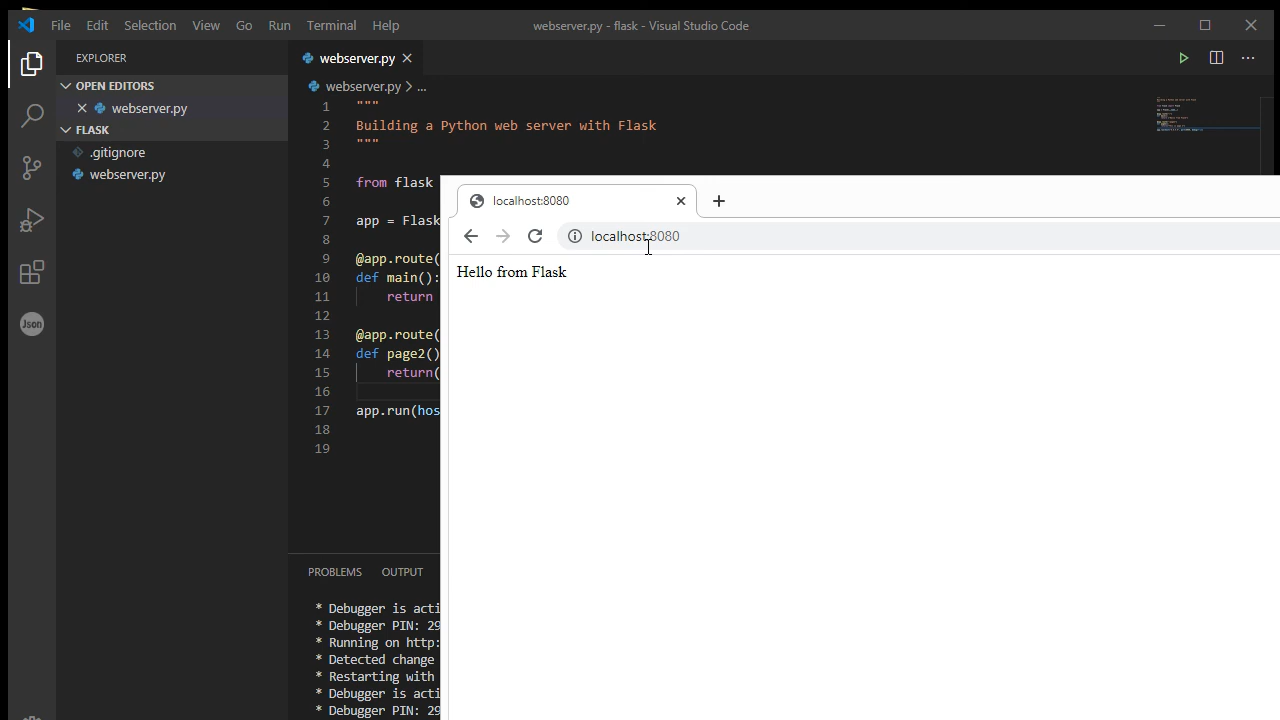 File Edit Selection View Go Run Terminal Help
webserver.py - flask - Visual Studio Code
EXPLORER
OPEN EDITORS
webserver.py
FLASK
.gitignore
webserver.py
Json
webserver.py
webserver.py > ...
1 """
2 Building a Python web server with Flask
3 """
4
5 from flask
6
7 app = Flask
8
9 @app.route(
10 def main():
11 return
12
13 @app.route(
14 def page2()
15 return(
16
17 app.run(hos
18
19
PROBLEMS OUTPUT
* Debugger is acti
* Debugger PIN: 29
* Running on http:
* Detected change
* Restarting with
* Debugger is acti
* Debugger PIN: 29
localhost:8080
localhost:8080
Hello from Flask